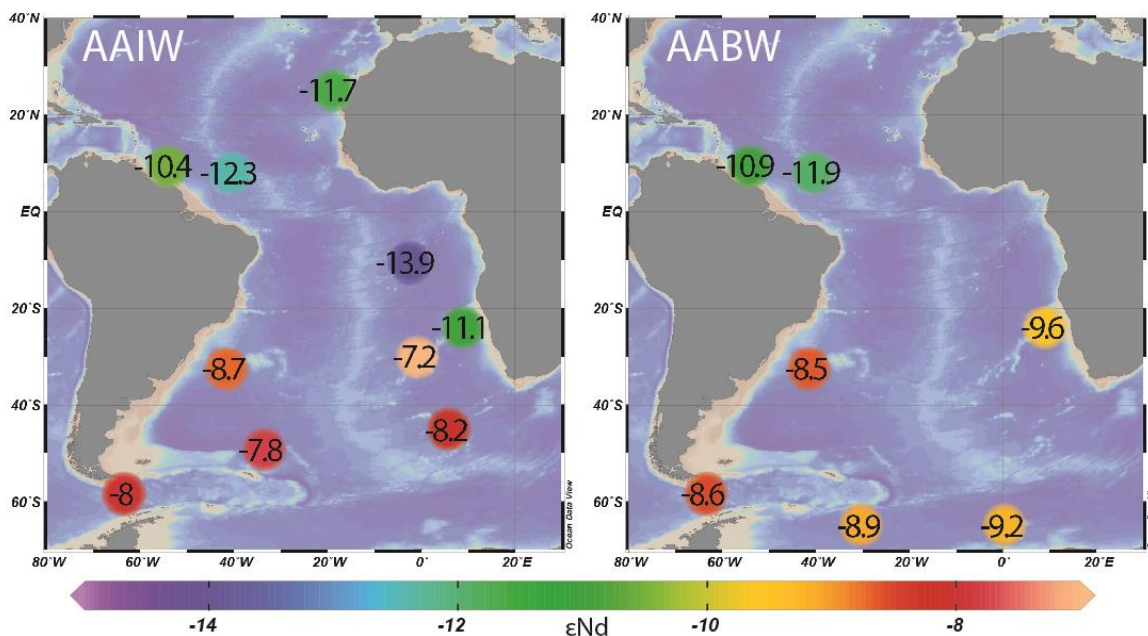 AAIW
AABW
40˚N
20˚N
EQ
20˚S
40˚S
60˚S
-11.7
-10.4
-12.3
-13.9
-11.1
-7.2
-8.7
-8.2
-7.8
-8
80˚W
60˚W
40˚W
20˚W
0˚
20˚E
Ocean Data View
40˚N
20˚N
EQ
20˚S
40˚S
60˚S
-10.9
-11.9
-9.6
-8.5
-8.6
-8.9
-9.2
80˚W
60˚W
40˚W
20˚W
0˚
20˚E
-14
-12
εNd
-10
-8